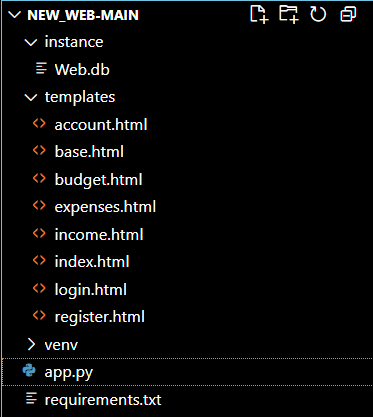 NEW_WEB-MAIN
instance
Web.db
templates
account.html
base.html
budget.html
expenses.html
income.html
index.html
login.html
register.html
venv
app.py
requirements.txt